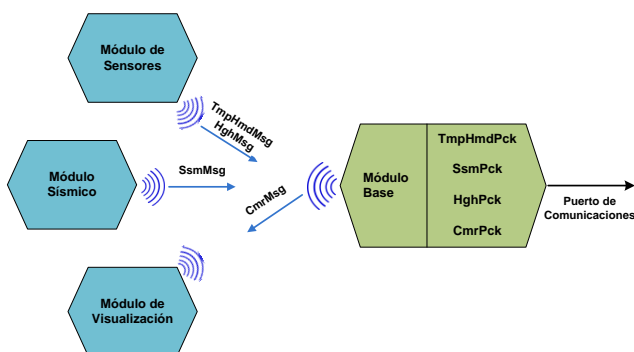 Módulo de
Sensores
TmpHmdMsg
HghMsg
Módulo
Sísmico
SsmMsg
CmrMsg
Módulo de
Visualización
Módulo
Base
TmpHmdPck
SsmPck
HghPck
CmrPck
Puerto de
Comunicaciones